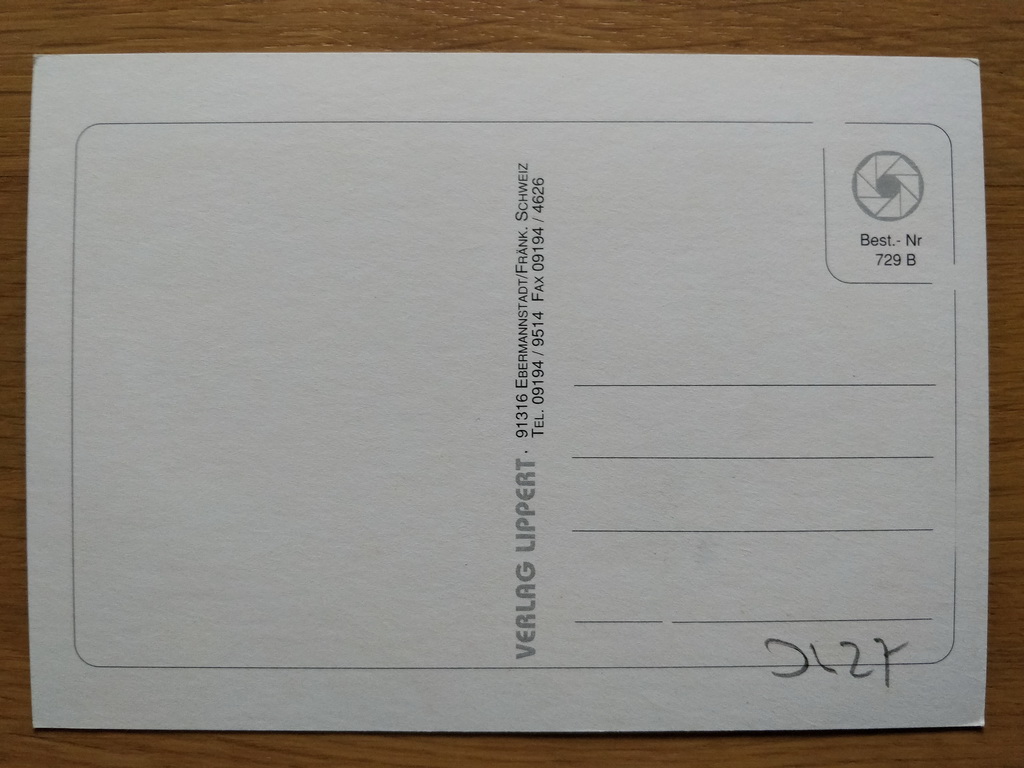 Best.- Nr
729 B
VERLAG LIPPERT · 91316 EBERMANNSTADT/FRÄNK. SCHWEIZ
TEL. 09194 / 9514 FAX 09194 / 4626